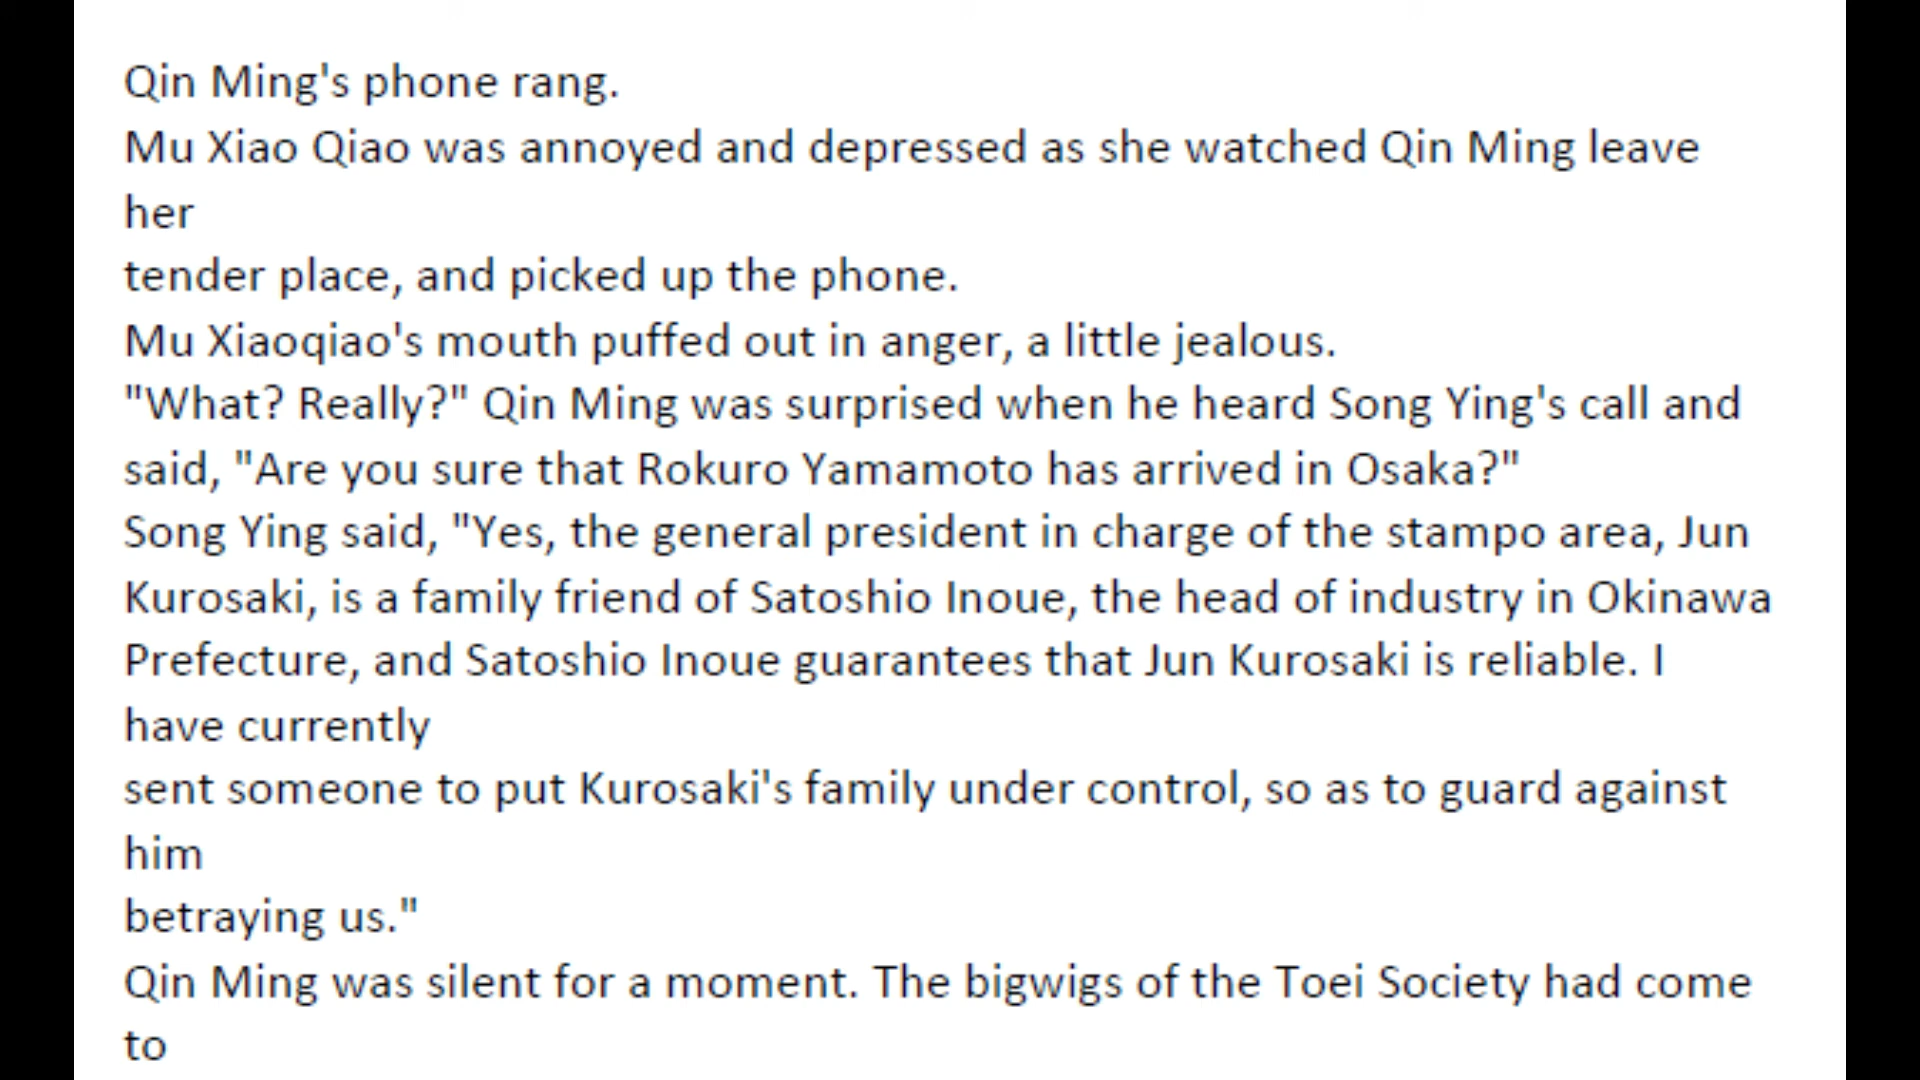 Qin Ming's phone rang.
Mu Xiao Qiao was annoyed and depressed as she watched Qin Ming leave
her
tender place, and picked up the phone.
Mu Xiaoqiao's mouth puffed out in anger, a little jealous.
"What? Really?" Qin Ming was surprised when he heard Song Ying's call and
said, "Are you sure that Rokuro Yamamoto has arrived in Osaka?"
Song Ying said, "Yes, the general president in charge of the stampo area, Jun
Kurosaki, is a family friend of Satoshio Inoue, the head of industry in Okinawa
Prefecture, and Satoshio Inoue guarantees that Jun Kurosaki is reliable. I
have currently
sent someone to put Kurosaki's family under control, so as to guard against
him
betraying us."
Qin Ming was silent for a moment. The bigwigs of the Toei Society had come
to